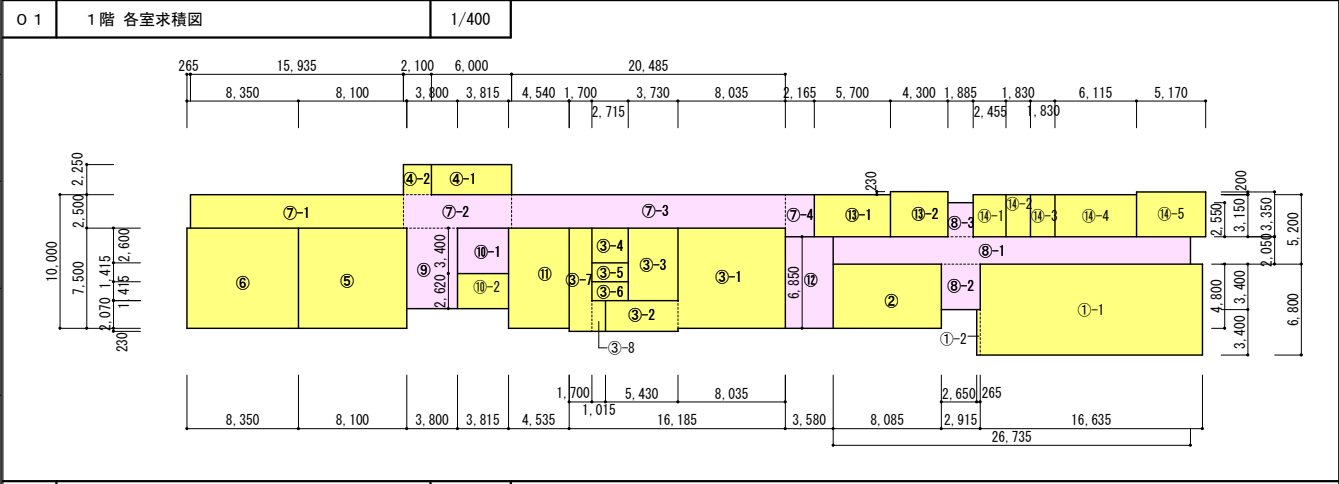 01 1階 各室求積図 1/400
265 15,935 2,100 6,000 20,485
8,350 8,100 3,800 3,815 4,540 1,700 3,730 8,035 2,165 5,700 4,300 1,885 1,830 6,115 5,170
2,715 2,455 1,830
2,250 230 200
④-2 ④-1
⑦-1 ⑦-2 ⑦-3 ⑦-4 ⑬-1 ⑬-2 ⑧-3 ⑭-1 ⑭-2 ⑭-3 ⑭-4 ⑭-5
2,500 2,550 3,150 3,350 5,200
10,000 7,500 2,600 1,415 1,415 2,070 230
⑥ ⑤ ⑨ ⑩-1 ⑩-2 ⑪ ③-7 ③-4 ③-5 ③-6 ③-3 ③-2 ③-1 ⑫ ② ⑧-1 ⑧-2 ①-1
3,400 2,620 6,850 2,050 4,800 3,400 3,400 6,800
③-8 ①-2
1,700 5,430 8,035 2,650 265
1,015
8,350 8,100 3,800 3,815 4,535 16,185 3,580 8,085 2,915 16,635
26,735